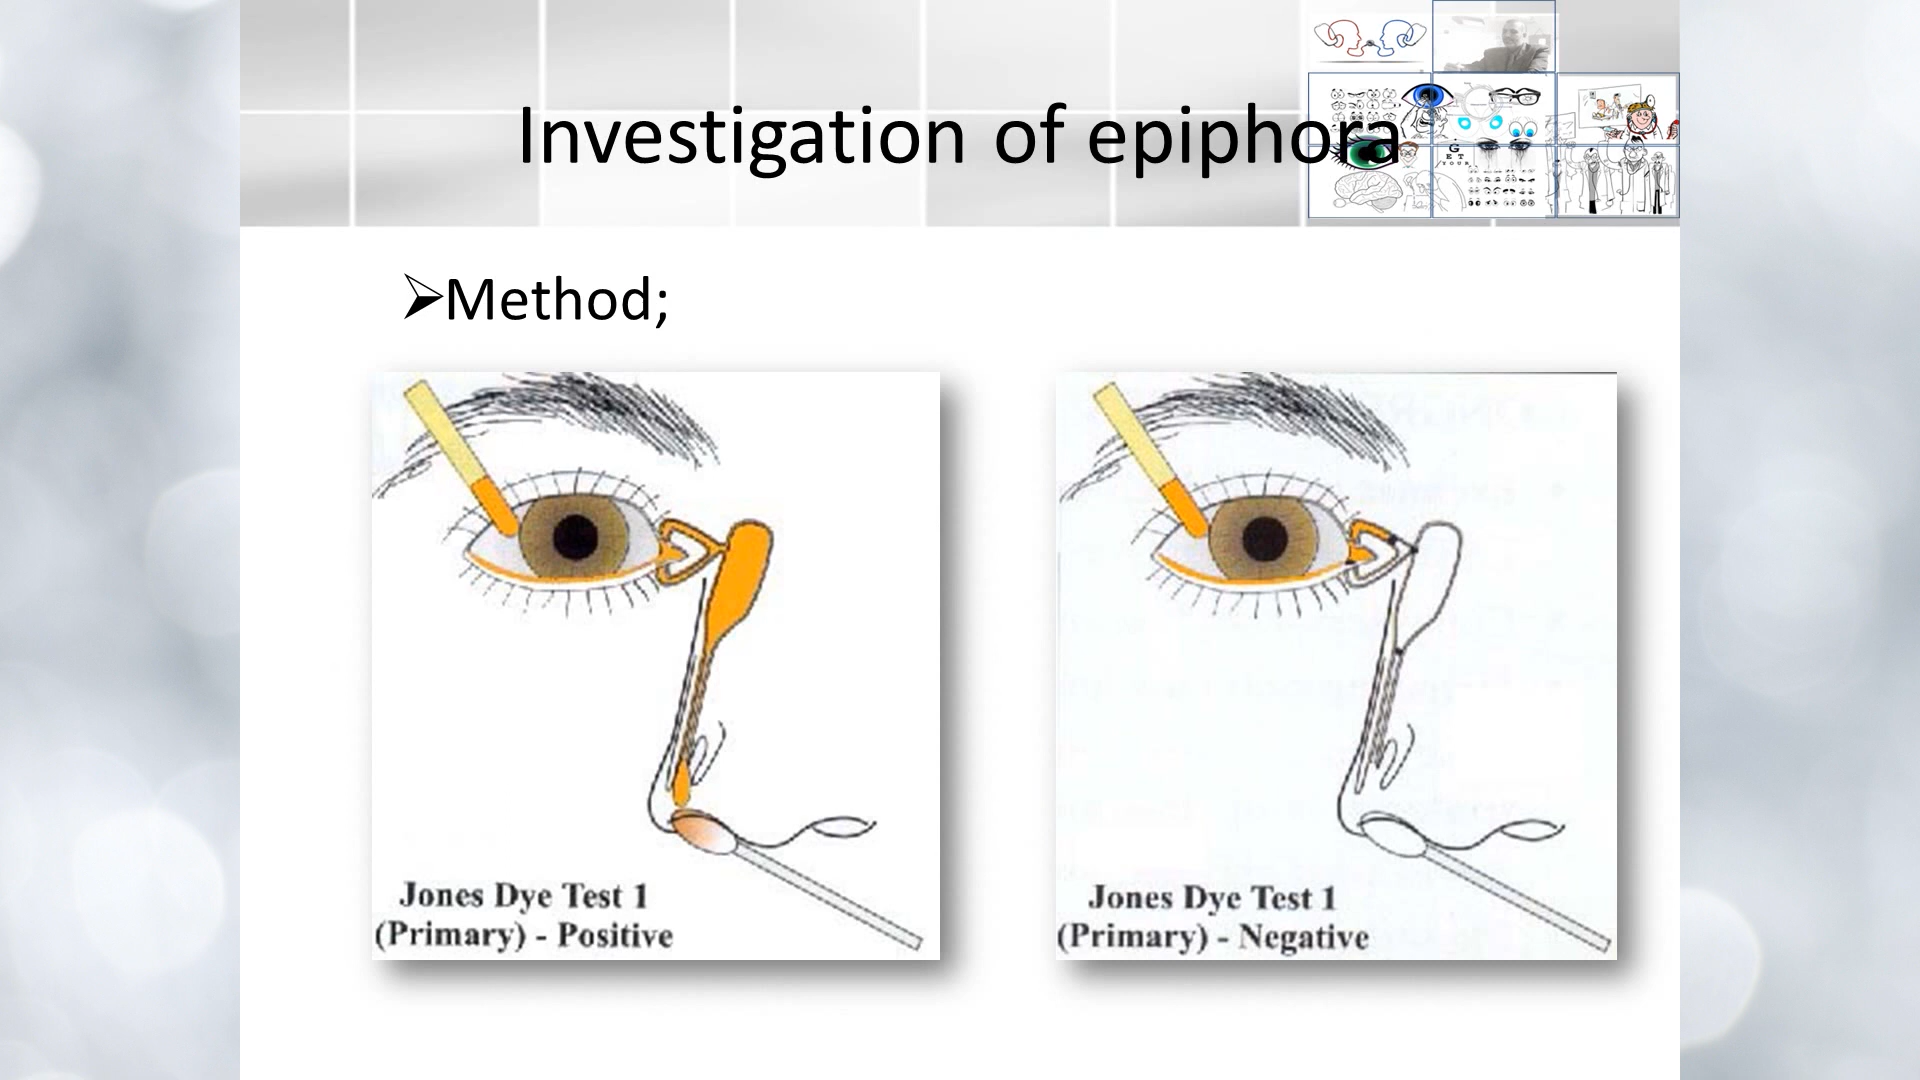 Investigation of epiphora
G
E T
Y O U R
➢Method;
Jones Dye Test 1
(Primary) - Positive
Jones Dye Test 1
(Primary) - Negative